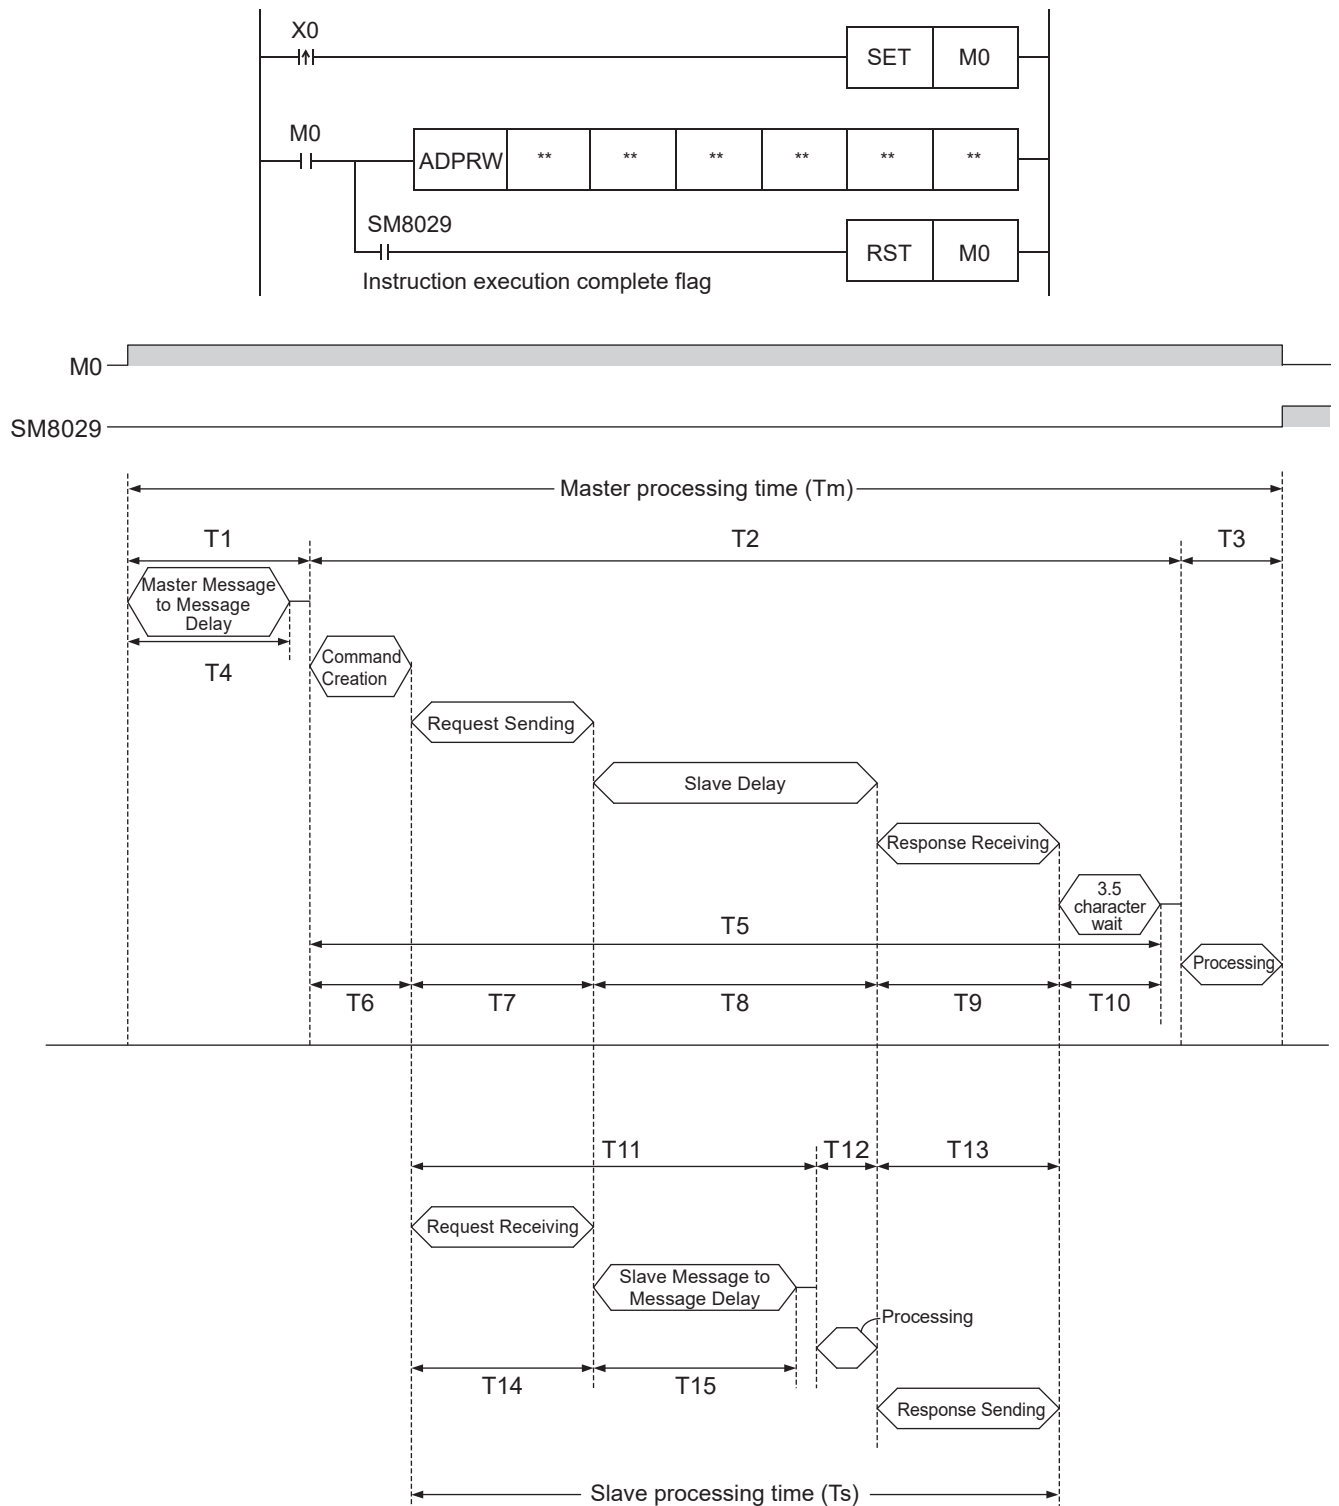 X0
SET M0
M0
ADPRW ** ** ** ** ** **
SM8029
RST M0
Instruction execution complete flag
M0
SM8029
Master processing time (Tm)
T1 T2 T3
Master Message
to Message
Delay
T4
Command
Creation
Request Sending
Slave Delay
Response Receiving
3.5
character
wait
T5
Processing
T6 T7 T8 T9 T10
T11 T12 T13
Request Receiving
Slave Message to
Message Delay
Processing
T14 T15
Response Sending
Slave processing time (Ts)